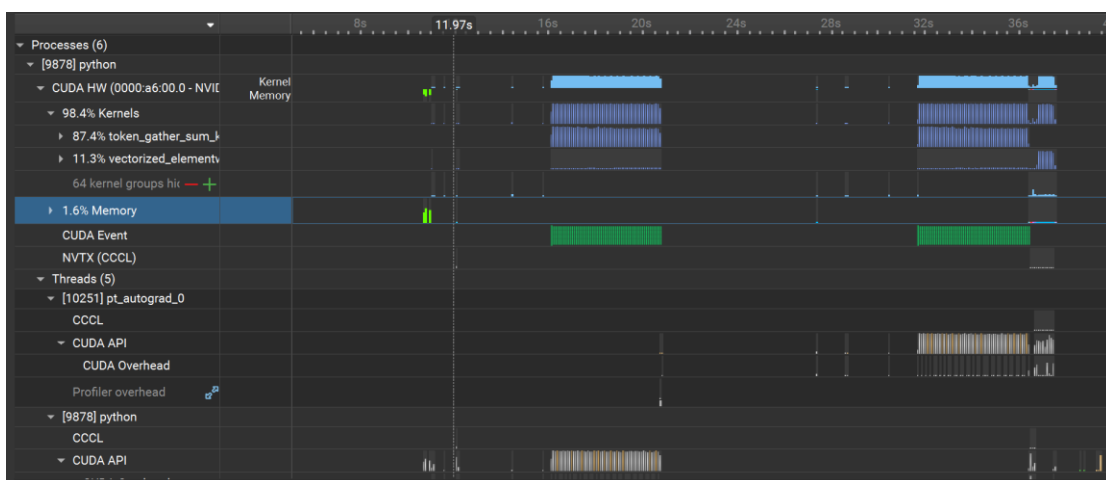 8s 11.97s 16s 20s 24s 28s 32s 36s
Processes (6)
[9878] python
CUDA HW (0000:a6:00.0 - NVIE Kernel
Memory
98.4% Kernels
87.4% token_gather_sum_k
11.3% vectorized_elementw
64 kernel groups hic
1.6% Memory
CUDA Event
NVTX (CCCL)
Threads (5)
[10251] pt_autograd_0
CCCL
CUDA API
CUDA Overhead
Profiler overhead
[9878] python
CCCL
CUDA API